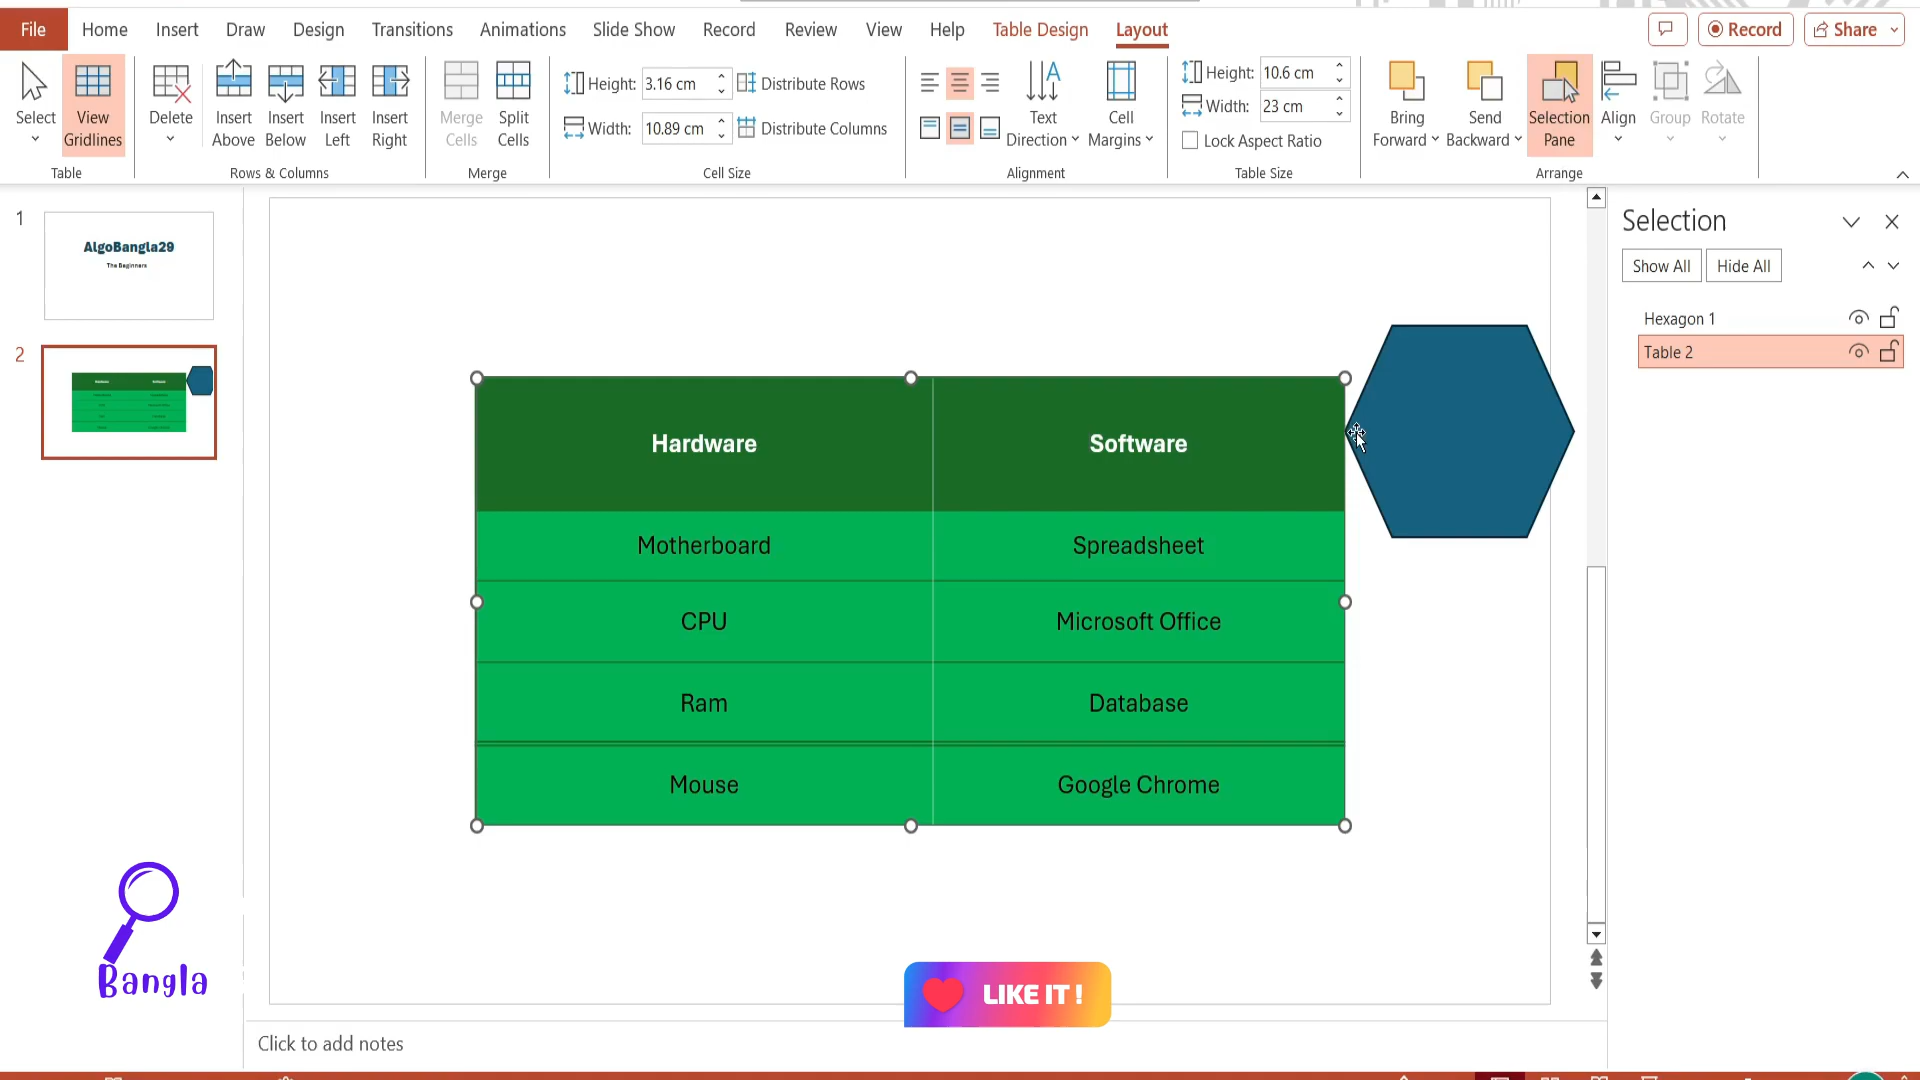 File Home Insert Draw Design Transitions Animations Slide Show Record Review View Help Table Design Layout Record Share
Select View Gridlines Delete Insert Above Insert Below Insert Left Insert Right Merge Cells Split Cells
Height: 3.16 cm Distribute Rows
Width: 10.89 cm Distribute Columns
Text Direction Cell Margins
Height: 10.6 cm
Width: 23 cm
Lock Aspect Ratio
Bring Forward Send Backward Selection Pane Align Group Rotate
Table Rows & Columns Merge Cell Size Alignment Table Size Arrange
1
AlgoBangla29
The Beginners
2
Hardware Software
Motherboard Spreadsheet
CPU Microsoft Office
Ram Database
Mouse Google Chrome
Selection
Show All Hide All
Hexagon 1
Table 2
Bangla
LIKE IT !
Click to add notes